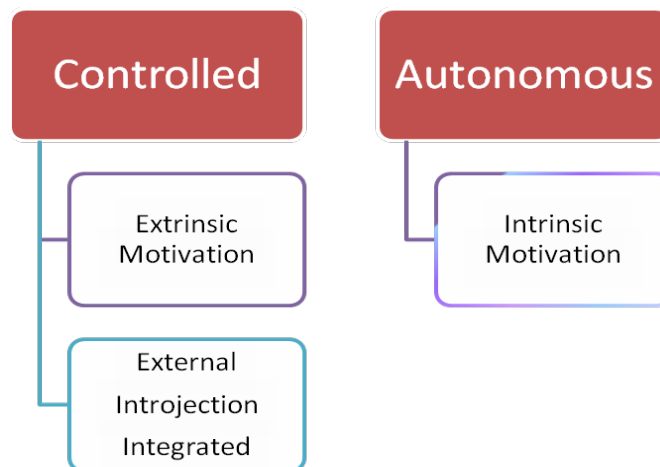 Controlled
Extrinsic
Motivation
External
Introjection
Integrated
Autonomous
Intrinsic
Motivation